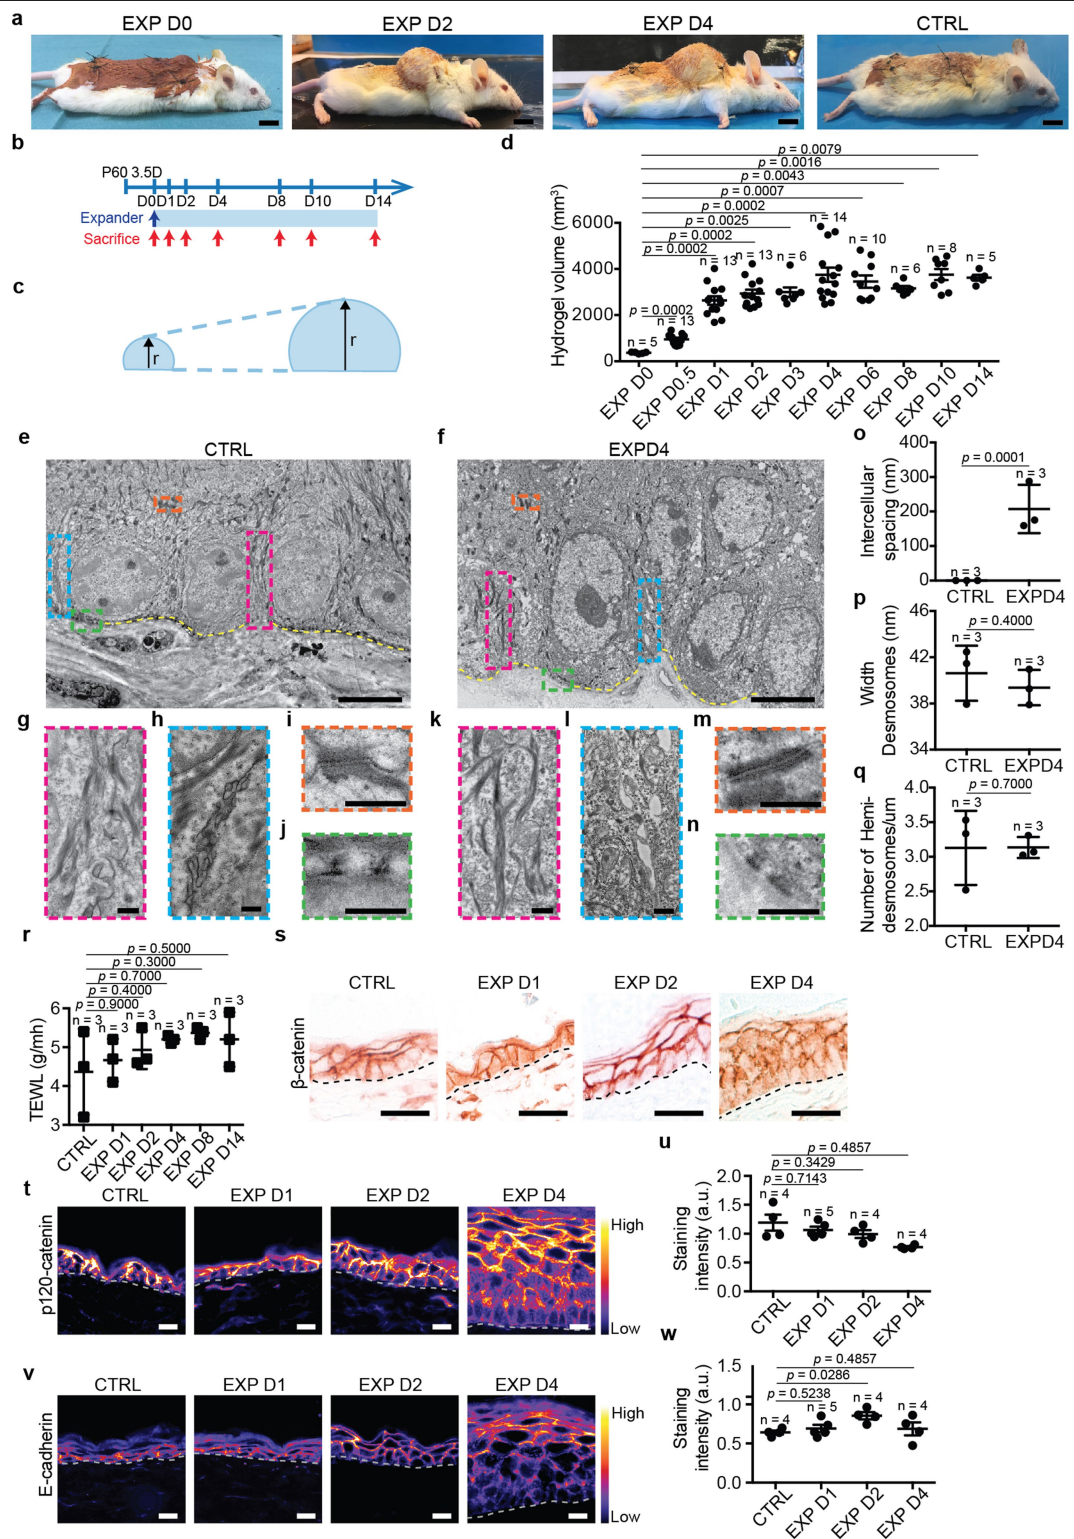 a
EXP D0
EXP D2
EXP D4
CTRL
b
P60 3.5D
D0 D1 D2 D4 D8 D10 D14
Expander
Sacrifice
c
r
r
d
p = 0.0079
p = 0.0016
p = 0.0043
p = 0.0007
p = 0.0002
p = 0.0025
p = 0.0002
p = 0.0002
p = 0.0002
n = 5
n = 13
n = 13
n = 13
n = 6
n = 14
n = 10
n = 6
n = 8
n = 5
Hydrogel volume (mm³)
6000
4000
2000
0
EXP D0
EXP D0.5
EXP D1
EXP D2
EXP D3
EXP D4
EXP D6
EXP D8
EXP D10
EXP D14
e
CTRL
f
EXPD4
g
h
i
j
k
l
m
n
o
400
300
200
100
0
Intercellular
spacing (nm)
p = 0.0001
n = 3
n = 3
CTRL
EXPD4
p
46
42
38
34
Width
Desmosomes (nm)
p = 0.4000
n = 3
n = 3
CTRL
EXPD4
q
4.0
3.5
3.0
2.5
2.0
Number of Hemi-
desmosomes/um
p = 0.7000
n = 3
n = 3
CTRL
EXPD4
r
p = 0.5000
p = 0.3000
p = 0.7000
p = 0.4000
p = 0.9000
n = 3
n = 3
n = 3
n = 3
n = 3
n = 3
TEWL (g/mh)
6
5
4
3
CTRL
EXP D1
EXP D2
EXP D4
EXP D8
EXP D14
s
CTRL
EXP D1
EXP D2
EXP D4
β-catenin
t
CTRL
EXP D1
EXP D2
EXP D4
p120-catenin
High
Low
u
p = 0.4857
p = 0.3429
p = 0.7143
n = 4
n = 5
n = 4
n = 4
Staining
intensity (a.u.)
2.0
1.5
1.0
0.5
0.0
CTRL
EXP D1
EXP D2
EXP D4
v
CTRL
EXP D1
EXP D2
EXP D4
E-cadherin
High
Low
w
p = 0.4857
p = 0.0286
p = 0.5238
n = 4
n = 5
n = 4
n = 4
Staining
intensity (a.u.)
1.5
1.0
0.5
0.0
CTRL
EXP D1
EXP D2
EXP D4